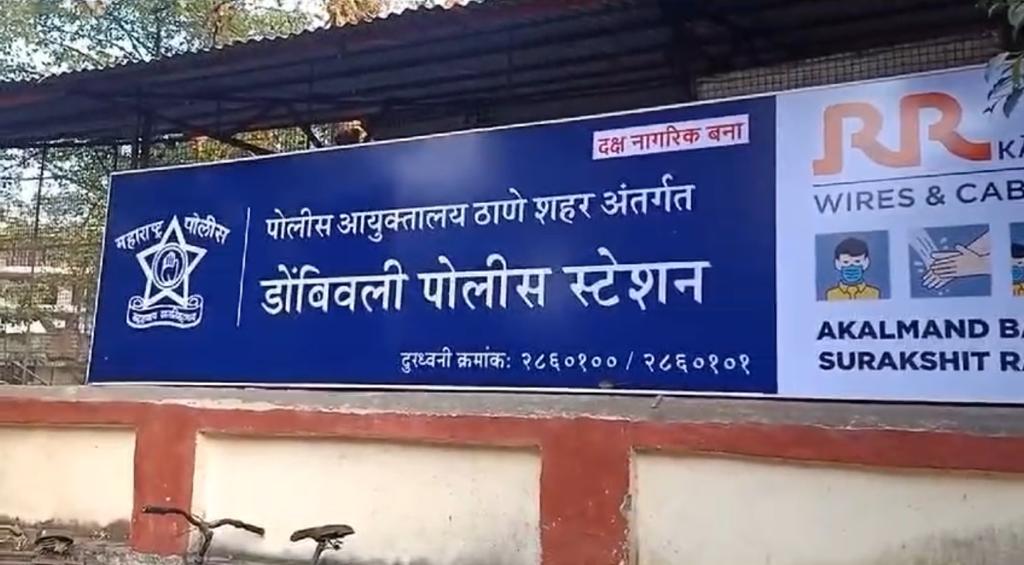 दक्ष नागरिक बना
महाराष्ट्र पोलीस
पोलीस आयुक्तालय ठाणे शहर अंतर्गत
डोंबिवली पोलीस स्टेशन
दुरध्वनी क्रमांक: २८६०१०० / २८६०१०१
RR
WIRES & CAB
AKALMAND BA
SURAKSHIT RA